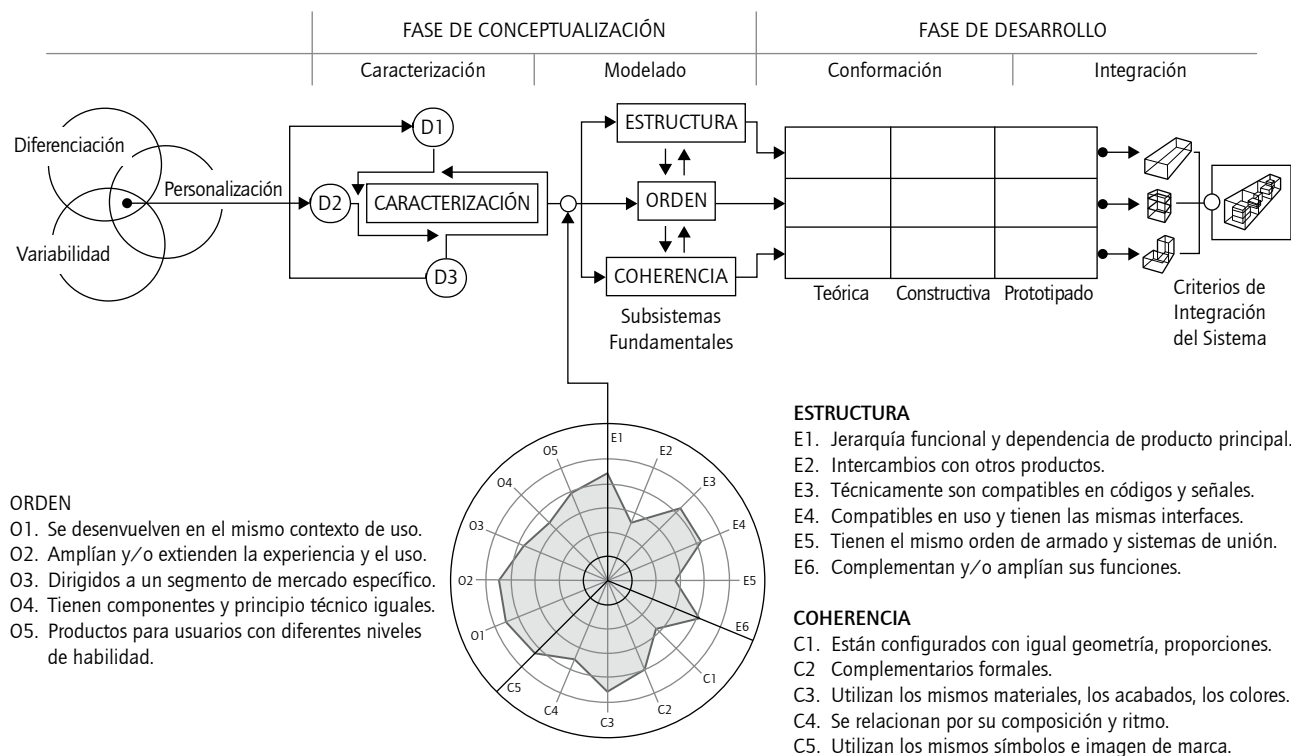 FASE DE CONCEPTUALIZACIÓN
FASE DE DESARROLLO
Caracterización
Modelado
Conformación
Integración
Diferenciación
Personalización
Variabilidad
D1
D2
CARACTERIZACIÓN
D3
ESTRUCTURA
ORDEN
COHERENCIA
Subsistemas
Fundamentales
Teórica
Constructiva
Prototipado
Criterios de
Integración
del Sistema
ORDEN
O1. Se desenvuelven en el mismo contexto de uso.
O2. Amplían y/o extienden la experiencia y el uso.
O3. Dirigidos a un segmento de mercado específico.
O4. Tienen componentes y principio técnico iguales.
O5. Productos para usuarios con diferentes niveles
de habilidad.
E1
E2
E3
E4
E5
E6
C1
C2
C3
C4
C5
O1
O2
O3
O4
O5
ESTRUCTURA
E1. Jerarquía funcional y dependencia de producto principal.
E2. Intercambios con otros productos.
E3. Técnicamente son compatibles en códigos y señales.
E4. Compatibles en uso y tienen las mismas interfaces.
E5. Tienen el mismo orden de armado y sistemas de unión.
E6. Complementan y/o amplían sus funciones.
COHERENCIA
C1. Están configurados con igual geometría, proporciones.
C2 Complementarios formales.
C3. Utilizan los mismos materiales, los acabados, los colores.
C4. Se relacionan por su composición y ritmo.
C5. Utilizan los mismos símbolos e imagen de marca.